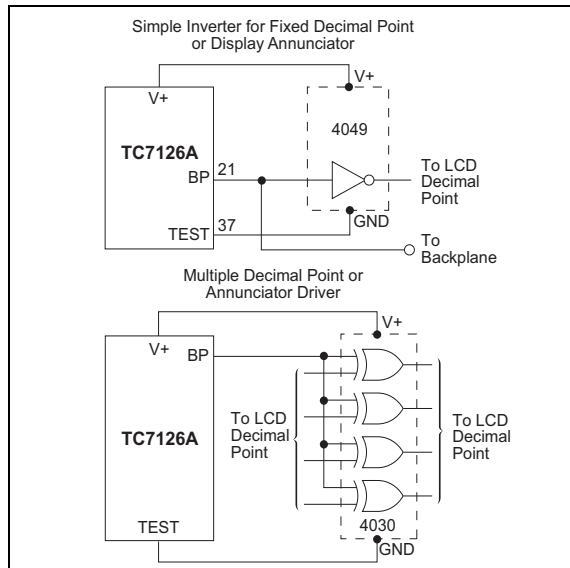 Simple Inverter for Fixed Decimal Point
or Display Annunciator
V+
V+
4049
TC7126A
BP
21
To LCD
Decimal
Point
TEST
37
GND
To
Backplane
Multiple Decimal Point or
Annunciator Driver
V+
V+
BP
TC7126A
To LCD
Decimal
Point
To LCD
Decimal
Point
TEST
4030
GND